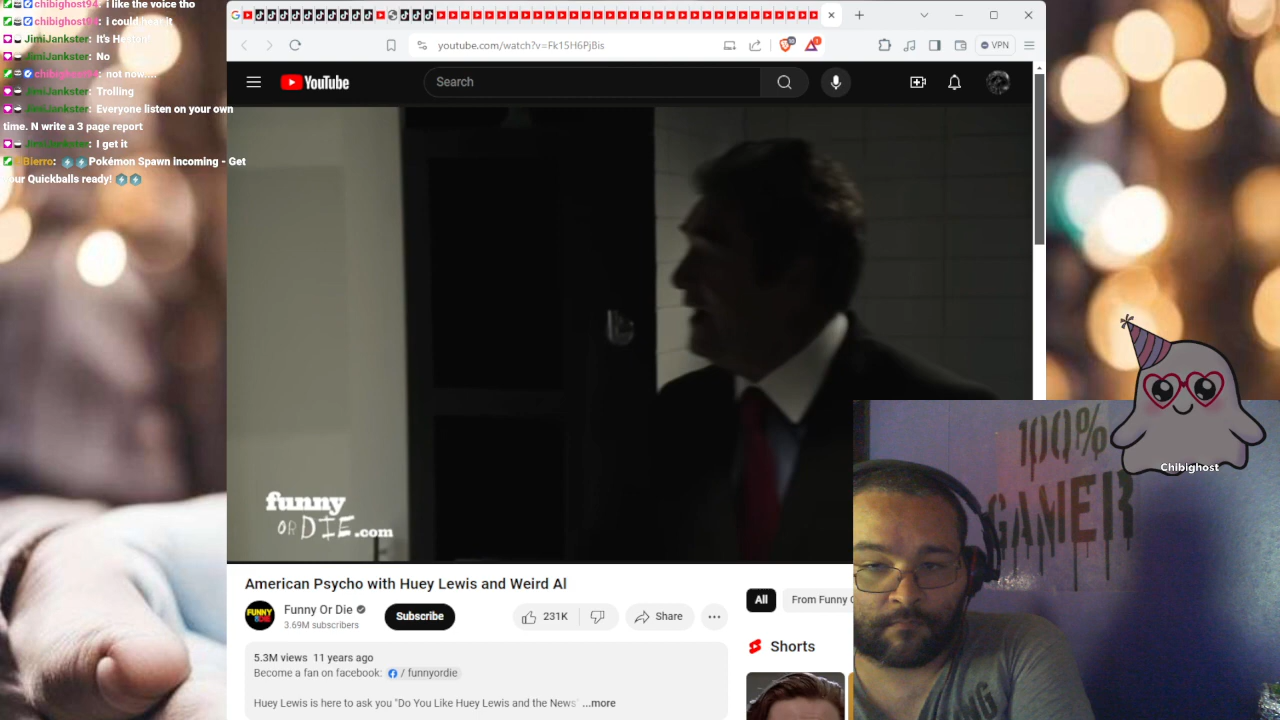 chibighost94: i like the voice tho
chibighost94: i could hear it
JimiJankster: It's
JimiJankster: No
chibighost94: not now....
JimiJankster: Trolling
JimiJankster: Everyone listen on your own
time. N write a 3 page report
JimiJankster: I get it
Bierro: Pokémon Spawn incoming - Get
your Quickballs ready!
youtube.com/watch?v=Fk15H6PjBis
VPN
YouTube
Search
funny
OR DIE.com
100%
GAMER
Chibighost
American Psycho with Huey Lewis and Weird Al
FUNNY OR DIE
Funny Or Die
3.69M subscribers
Subscribe
231K
Share
All
From Funny
Shorts
5.3M views 11 years ago
Become a fan on facebook: / funnyordie
Huey Lewis is here to ask you "Do You Like Huey Lewis and the News" ...more